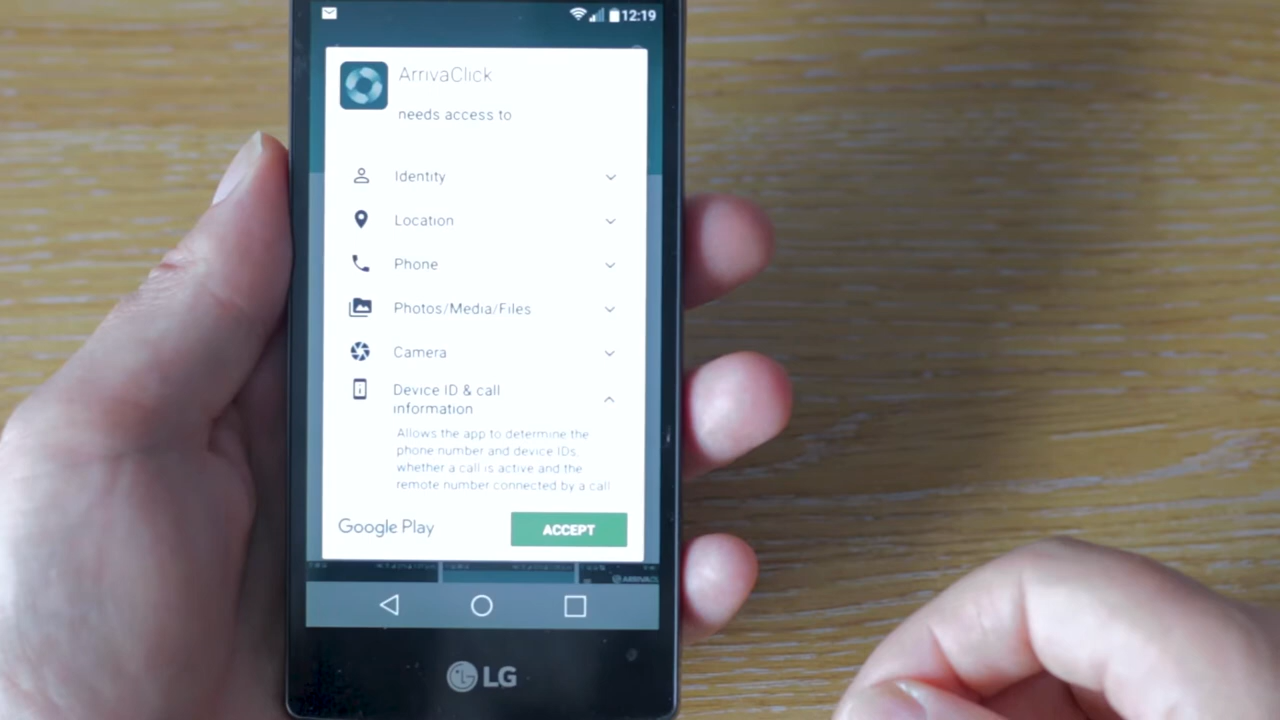 12:19
ArrivaClick
needs access to
Identity
Location
Phone
Photos/Media/Files
Camera
Device ID & call
information
Allows the app to determine the
phone number and device IDs,
whether a call is active and the
remote number connected by a call
Google Play
ACCEPT
LG